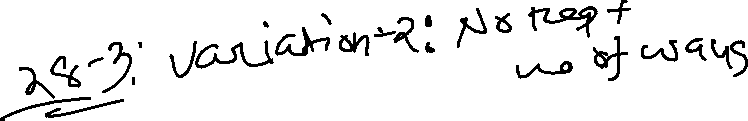 28-3: variation-2: No rep +
no of ways